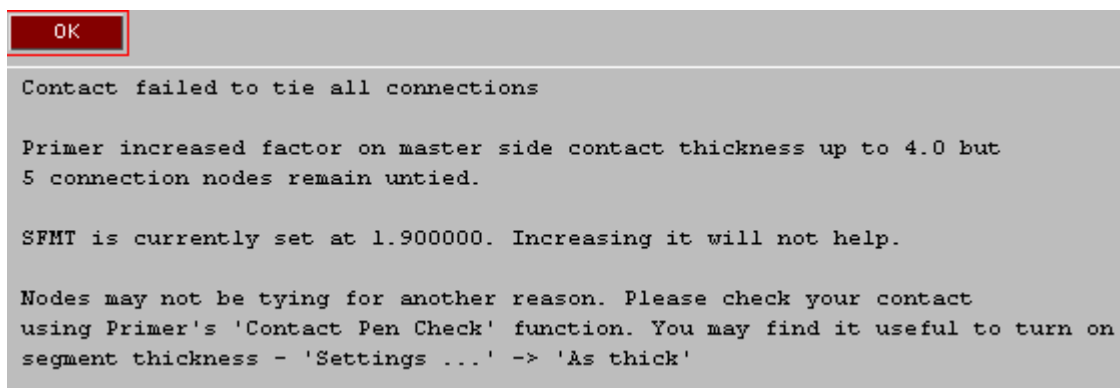 OK
Contact failed to tie all connections
Primer increased factor on master side contact thickness up to 4.0 but
5 connection nodes remain untied.
SFMT is currently set at 1.900000. Increasing it will not help.
Nodes may not be tying for another reason. Please check your contact
using Primer's 'Contact Pen Check' function. You may find it useful to turn on
segment thickness - 'Settings ...' -> 'As thick'